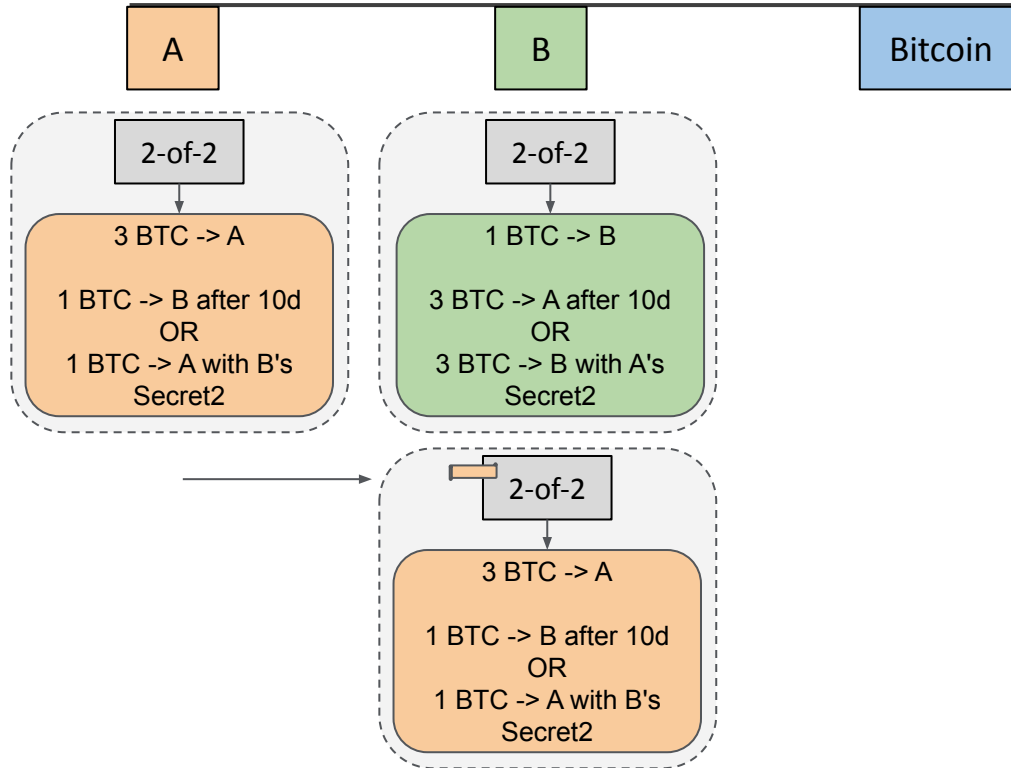 A
B
Bitcoin
2-of-2
3 BTC -> A
1 BTC -> B after 10d
OR
1 BTC -> A with B's
Secret2
2-of-2
1 BTC -> B
3 BTC -> A after 10d
OR
3 BTC -> B with A's
Secret2
2-of-2
3 BTC -> A
1 BTC -> B after 10d
OR
1 BTC -> A with B's
Secret2